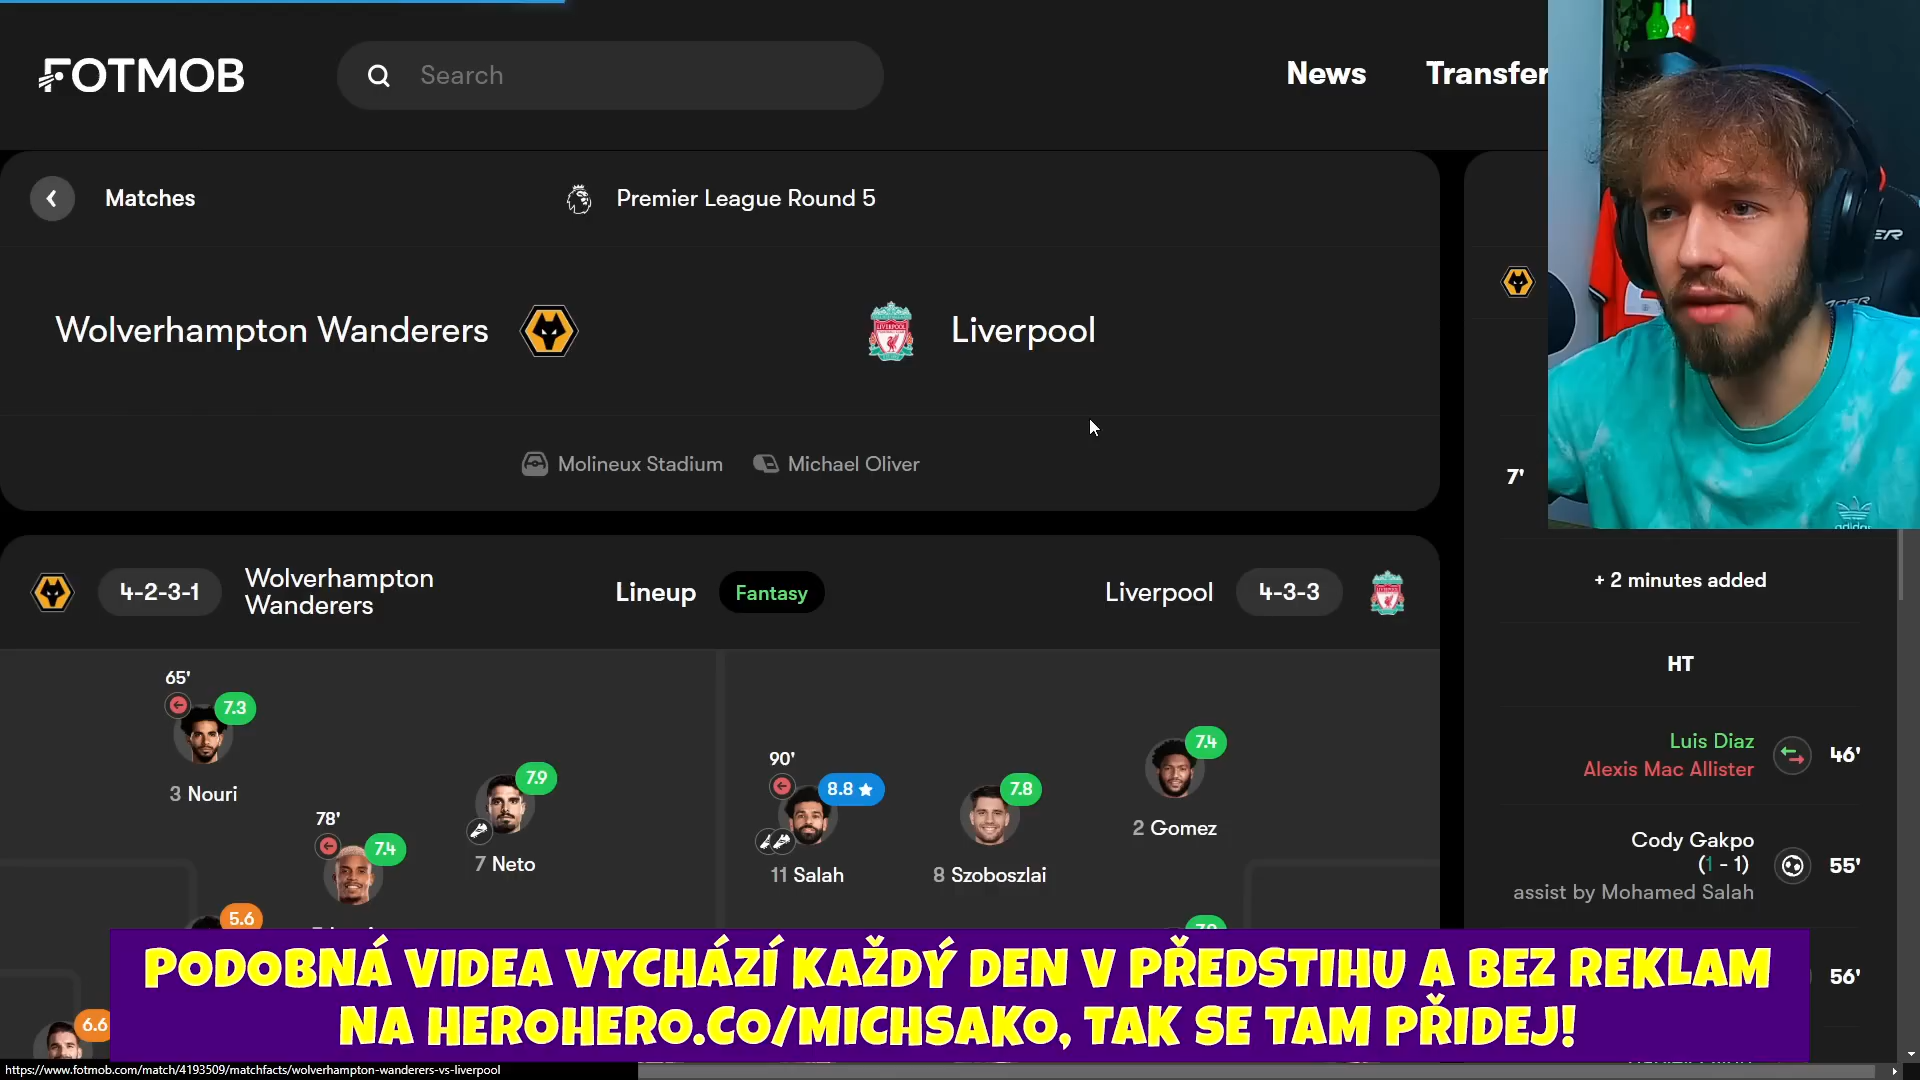 FOTMOB
Search
News
Transfer
Matches
Premier League Round 5
Wolverhampton Wanderers
Liverpool
Molineux Stadium
Michael Oliver
4-2-3-1
Wolverhampton
Wanderers
Lineup
Fantasy
Liverpool
4-3-3
65'
7.3
3 Nouri
78'
7.4
7.9
7 Neto
5.6
6.6
90'
8.8
11 Salah
7.8
8 Szoboszlai
7.4
2 Gomez
7'
+ 2 minutes added
HT
Luis Diaz
Alexis Mac Allister
46'
Cody Gakpo
(1 - 1)
assist by Mohamed Salah
55'
56'
adidas
PODOBNÁ VIDEA VYCHÁZÍ KAŽDÝ DEN V PŘEDSTIHU A BEZ REKLAM
NA HEROHERO.CO/MICHSAKO, TAK SE TAM PŘIDEJ!
https://www.fotmob.com/match/4193509/matchfacts/wolverhampton-wanderers-vs-liverpool